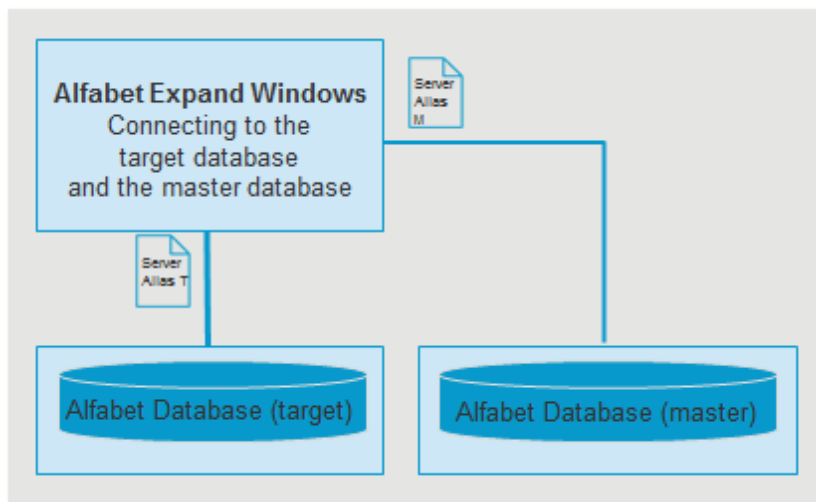 Alfabet Expand Windows
Connecting to the
target database
and the master database
Server
Alias
M
Server
Alias T
Alfabet Database (target)
Alfabet Database (master)